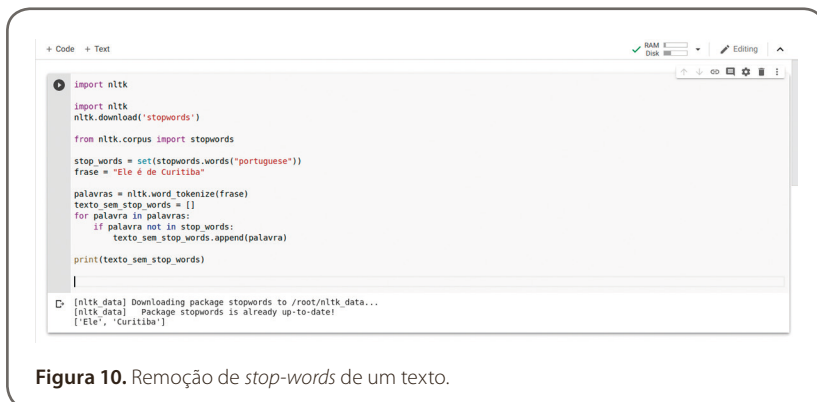 + Code + Text
RAM
Disk
Editing
import nltk
import nltk
nltk.download('stopwords')
from nltk.corpus import stopwords
stop_words = set(stopwords.words("portuguese"))
frase = "Ele é de Curitiba"
palavras = nltk.word_tokenize(frase)
texto_sem_stop_words = []
for palavra in palavras:
    if palavra not in stop_words:
        texto_sem_stop_words.append(palavra)
print(texto_sem_stop_words)
[nltk_data] Downloading package stopwords to /root/nltk_data...
[nltk_data]   Package stopwords is already up-to-date!
['Ele', 'Curitiba']
Figura 10. Remoção de stop-words de um texto.